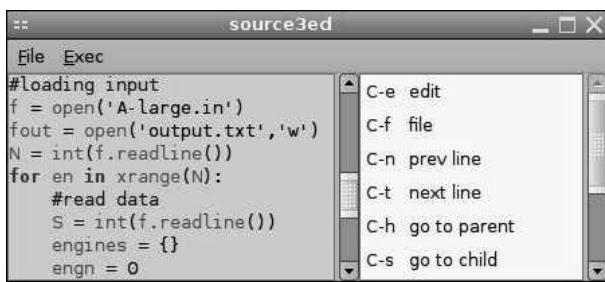 source3ed
File Exec
#loading input
f = open('A-large.in')
fout = open('output.txt','w')
N = int(f.readline())
for en in xrange(N):
#read data
S = int(f.readline())
engines = {}
engn = 0
C-e edit
C-f file
C-n prev line
C-t next line
C-h go to parent
C-s go to child